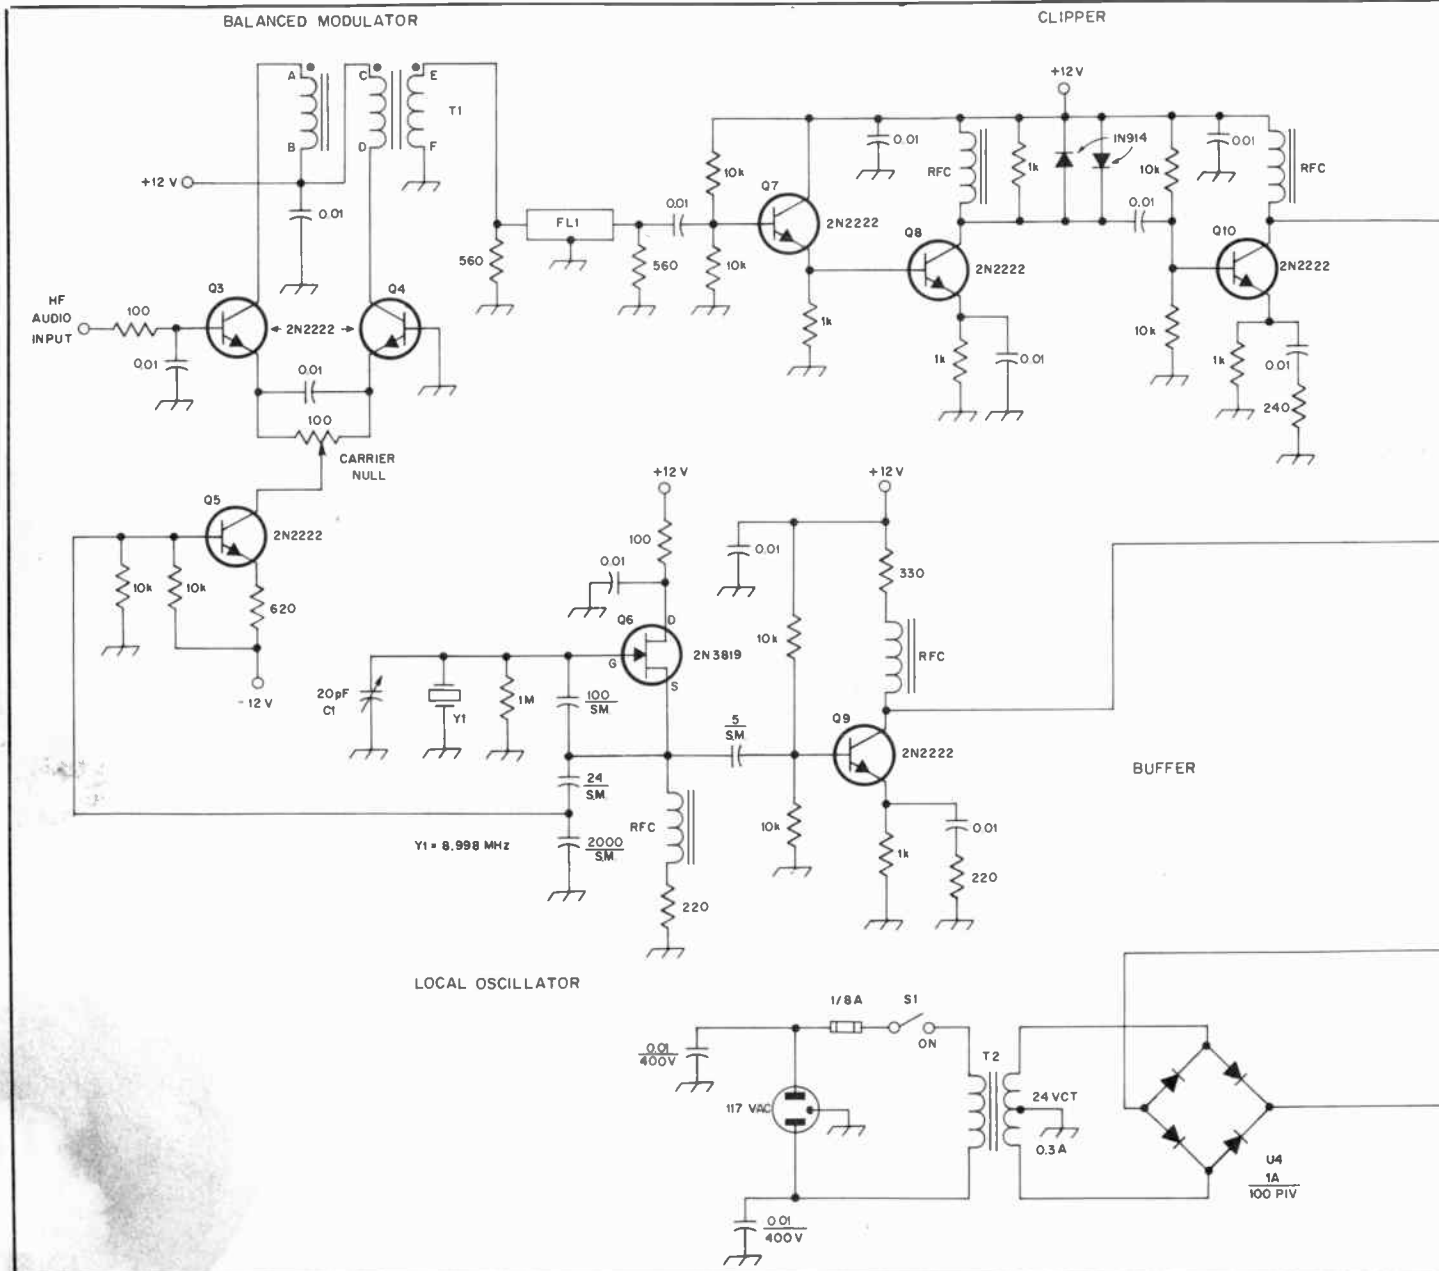 BALANCED MODULATOR
CLIPPER
A
B
C
D
E
F
T1
+12 V
0.01
+12 V
0.01
10k
Q7
2N2222
0.01
RFC
1k
1N914
10k
0.01
0.01
RFC
FL1
560
560
10k
Q8
2N2222
Q10
2N2222
HF
AUDIO
INPUT
100
0.01
Q3
2N2222
Q4
0.01
100
CARRIER
NULL
1k
1k
0.01
10k
1k
0.01
240
Q5
2N2222
10k
10k
620
-12 V
+12 V
100
0.01
Q6
D
G
S
2N3819
+12 V
0.01
330
10k
RFC
20pF
C1
Y1
1M
100
S.M.
5
S.M.
Q9
2N2222
BUFFER
24
S.M.
2000
S.M.
Y1 = 8.998 MHz
RFC
220
10k
1k
0.01
220
LOCAL OSCILLATOR
1/8A
S1
ON
0.01
400V
117 VAC
T2
24 VCT
0.3A
U4
1A
100 PIV
0.01
400V